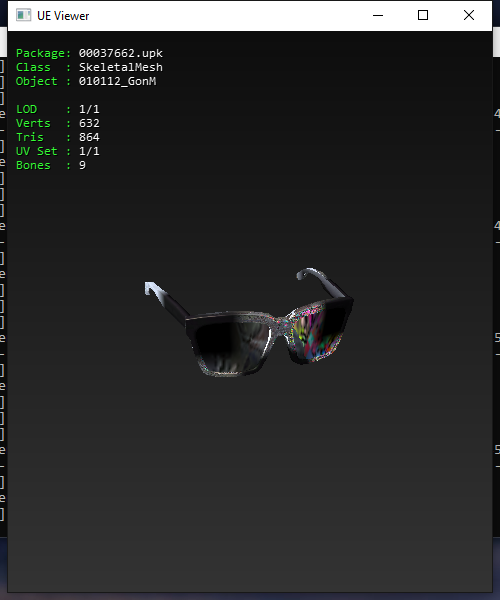 UE Viewer
Package: 00037662.upk
Class  : SkeletalMesh
Object : 010112_GonM
LOD    : 1/1
Verts  : 632
Tris   : 864
UV Set : 1/1
Bones  : 9